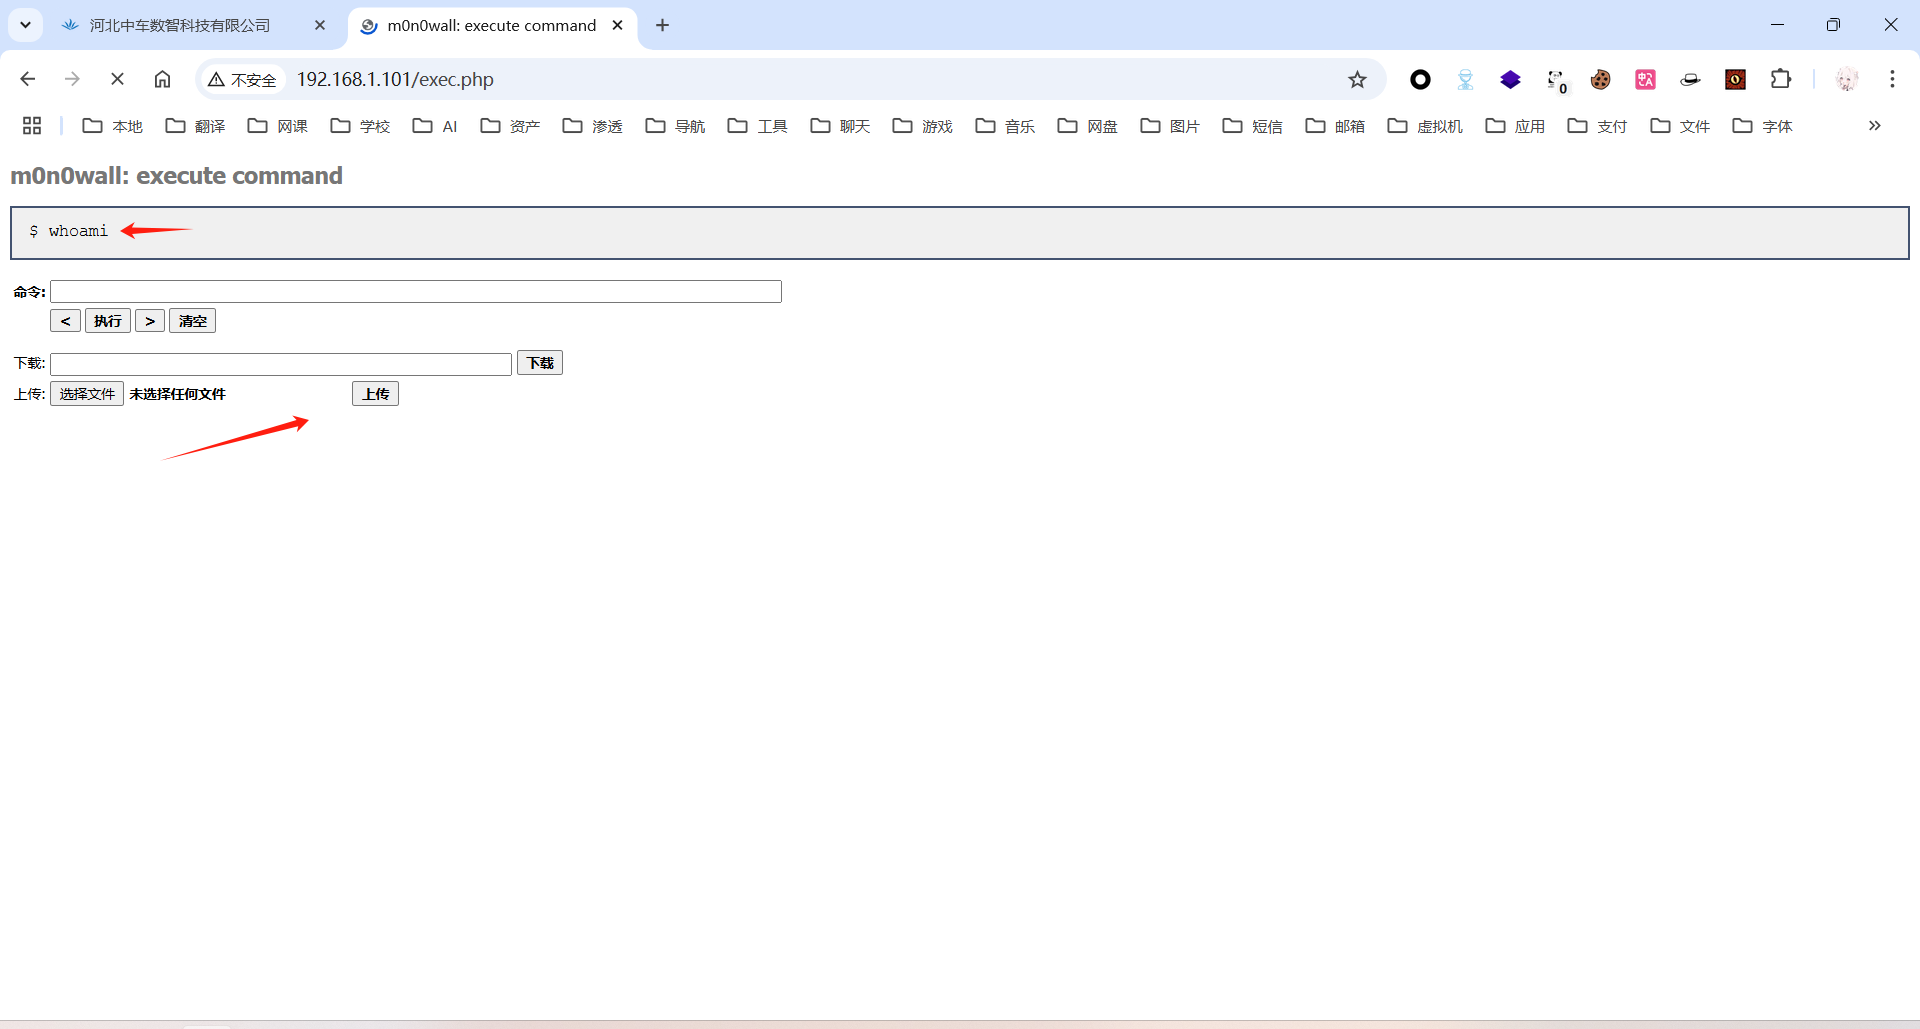 河北中车数智科技有限公司
m0n0wall: execute command
不安全 192.168.1.101/exec.php
0
本地 翻译 网课 学校 AI 资产 渗透 导航 工具 聊天 游戏 音乐 网盘 图片 短信 邮箱 虚拟机 应用 支付 文件 字体
m0n0wall: execute command
$ whoami
命令:
< 执行 > 清空
下载: 下载
上传: 选择文件 未选择任何文件 上传